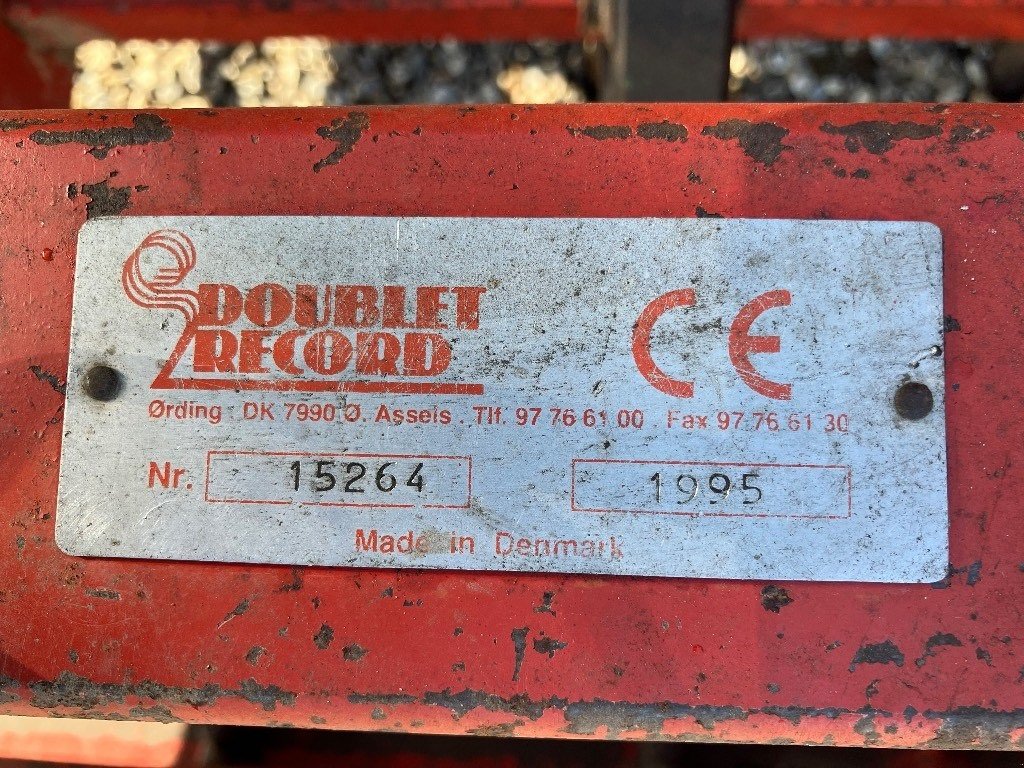 DOUBLET
RECORD
CE
Ørding . DK 7990 Ø. Assels . Tlf. 97 76 61 00 . Fax 97 76 61 30
Nr. 15264 1995
Made in Denmark